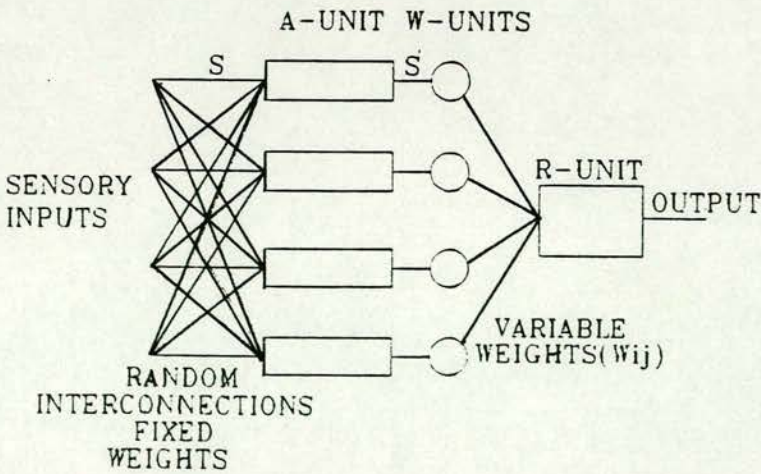 A-UNIT W-UNITS
S S
R-UNIT
SENSORY
INPUTS
OUTPUT
VARIABLE
WEIGHTS(Wij)
RANDOM
INTERCONNECTIONS
FIXED
WEIGHTS